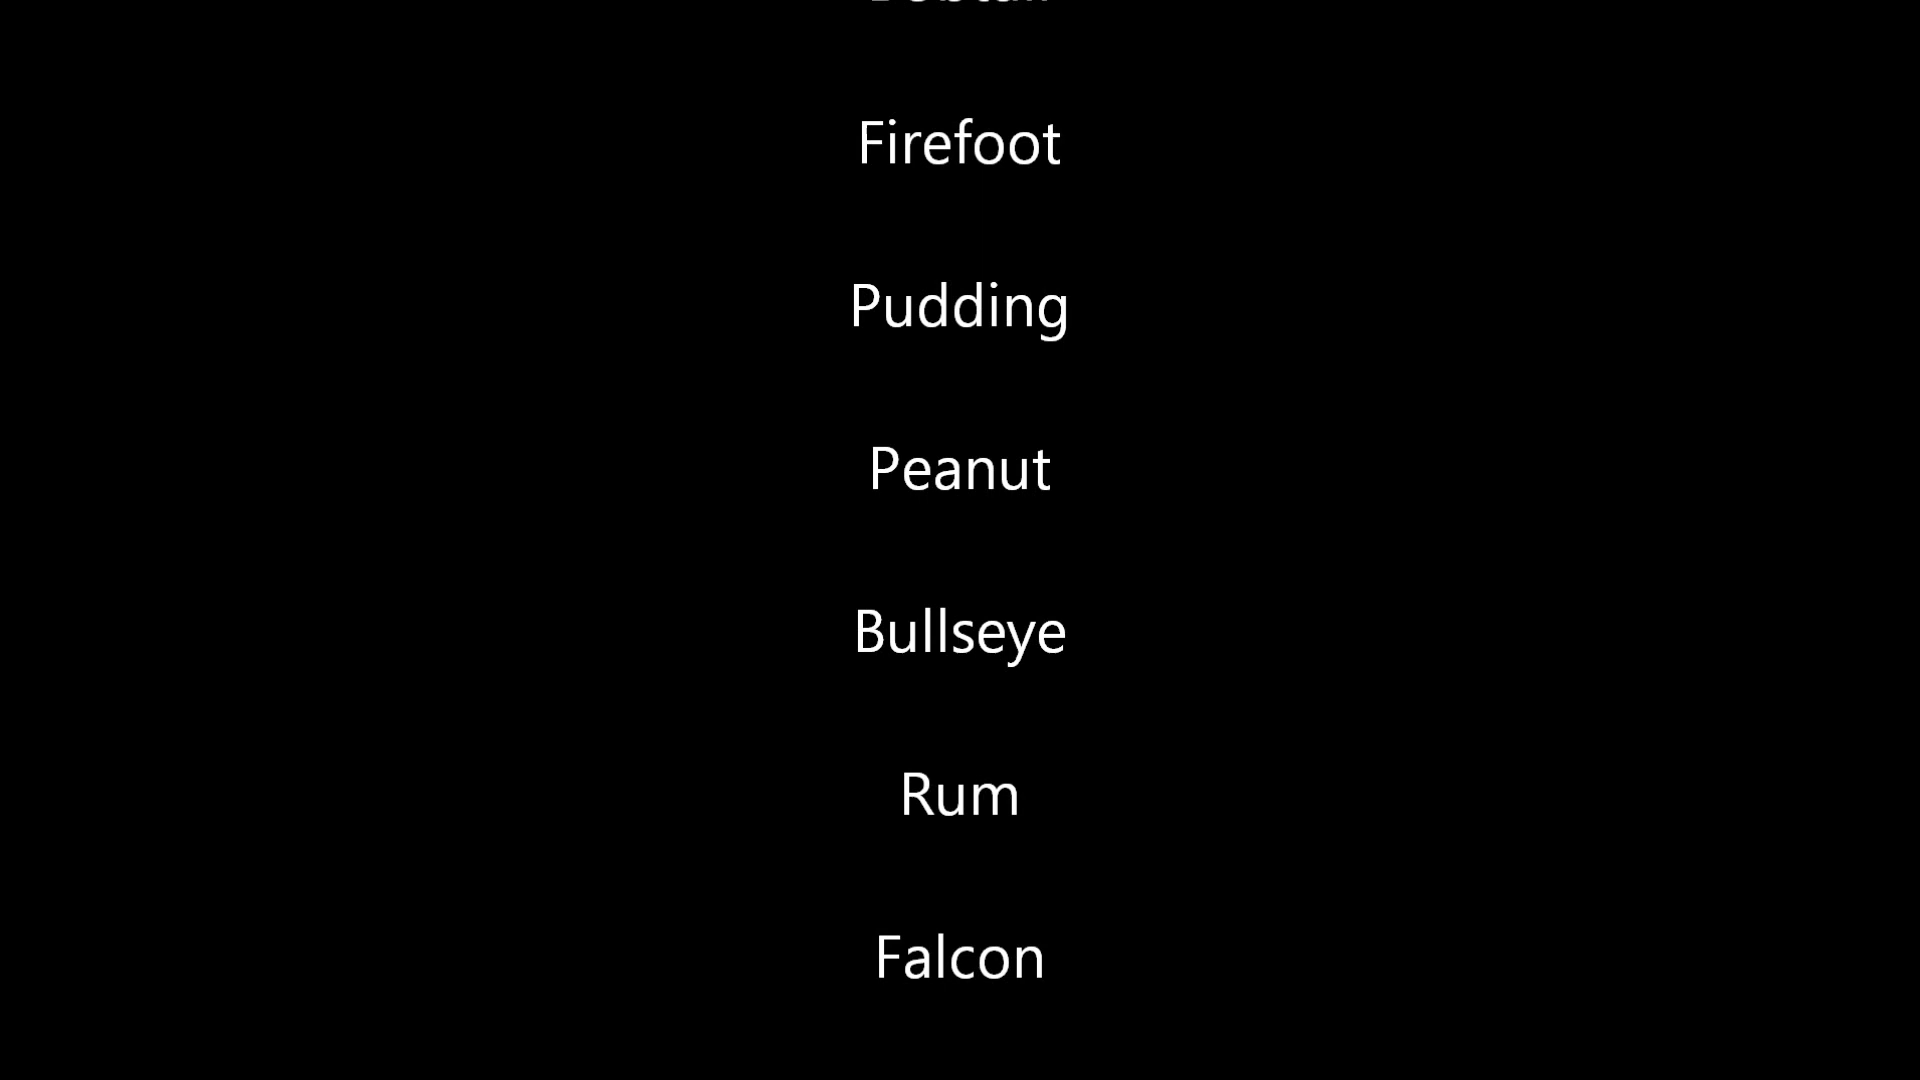 Firefoot
Pudding
Peanut
Bullseye
Rum
Falcon